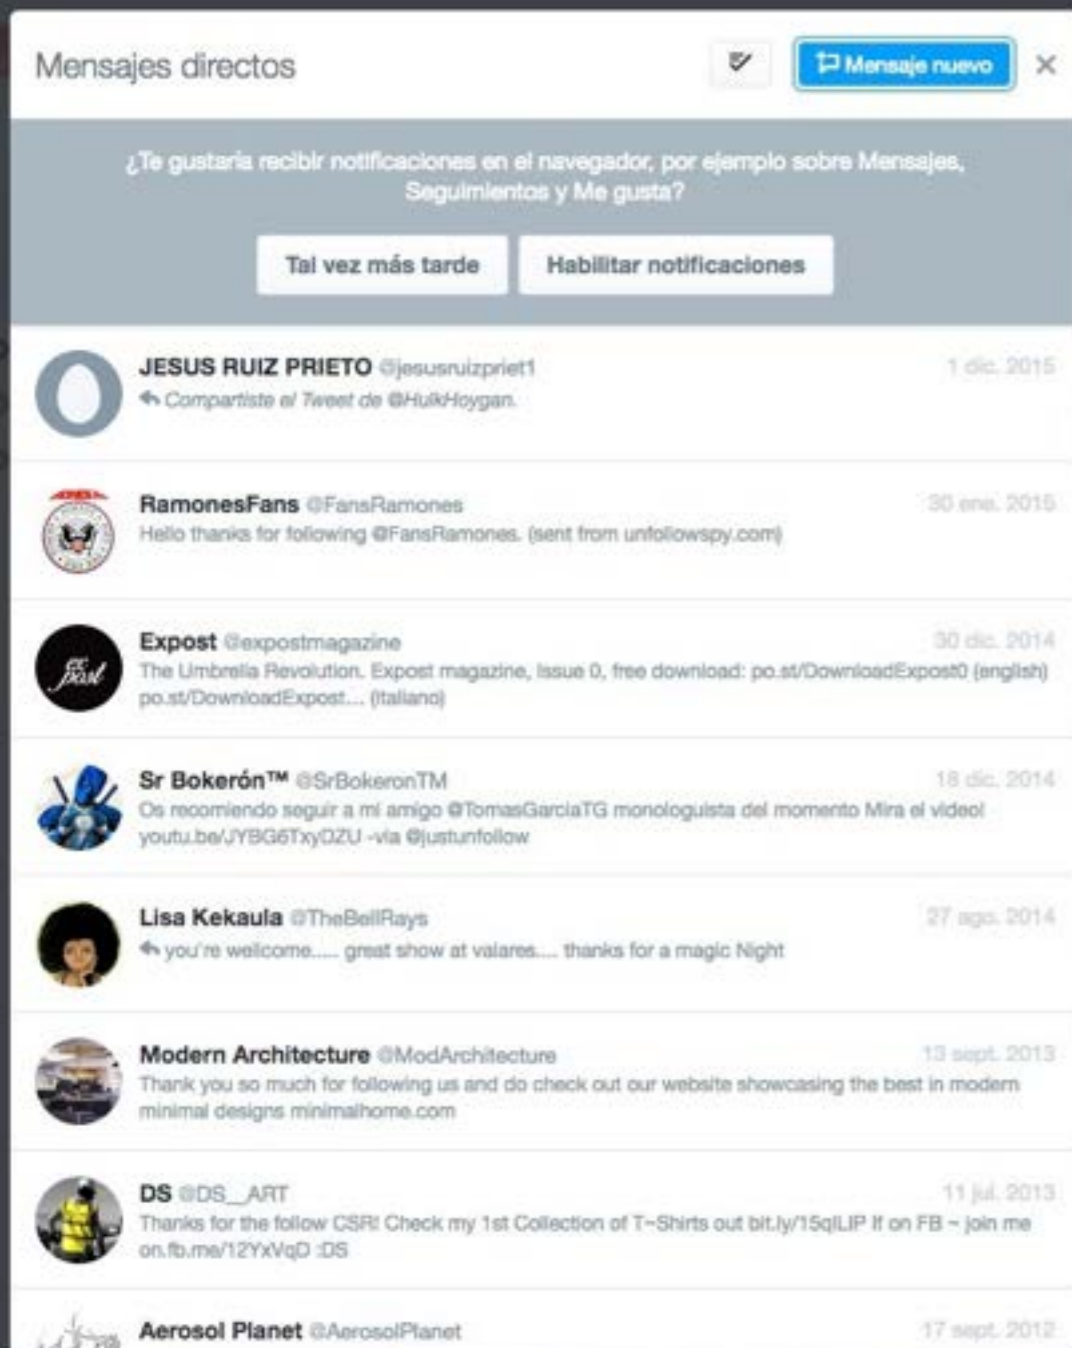 Mensajes directos
Mensaje nuevo
¿Te gustaría recibir notificaciones en el navegador, por ejemplo sobre Mensajes,
Seguimientos y Me gusta?
Tal vez más tarde
Habilitar notificaciones
JESUS RUIZ PRIETO @jesusruizpriet1 1 dic. 2015
Compartiste el Tweet de @HulkHoygan.
RamonesFans @FansRamones 30 ene. 2015
Hello thanks for following @FansRamones. (sent from unfollowspy.com)
Expost @expostmagazine 30 dic. 2014
The Umbrella Revolution. Expost magazine, Issue 0, free download: po.st/DownloadExpost0 (english)
po.st/DownloadExpost... (italiano)
Sr Bokerón™ @SrBokeronTM 18 dic. 2014
Os recomiendo seguir a mi amigo @TomasGarciaTG monologuista del momento Mira el video!
youtu.be/JYBG6TxyOZU -via @justunfollow
Lisa Kekaula @TheBellRays 27 ago. 2014
you're wellcome..... great show at valares.... thanks for a magic Night
Modern Architecture @ModArchitecture 13 sept. 2013
Thank you so much for following us and do check out our website showcasing the best in modern
minimal designs minimalhome.com
DS @DS__ART 11 jul. 2013
Thanks for the follow CSR! Check my 1st Collection of T-Shirts out bit.ly/15qILIP If on FB ~ join me
on.fb.me/12YxVqD :DS
Aerosol Planet @AerosolPlanet 17 sept. 2012